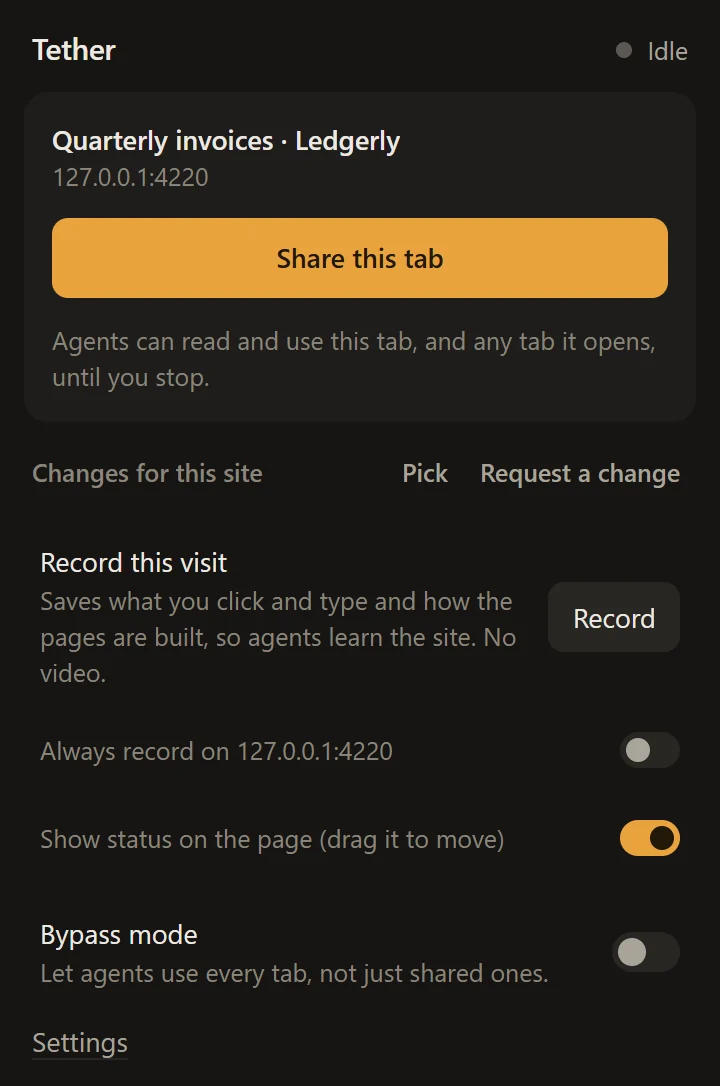 Tether
Idle
Quarterly invoices · Ledgerly
127.0.0.1:4220
Share this tab
Agents can read and use this tab, and any tab it opens,
until you stop.
Changes for this site
Pick
Request a change
Record this visit
Saves what you click and type and how the
pages are built, so agents learn the site. No
video.
Record
Always record on 127.0.0.1:4220
Show status on the page (drag it to move)
Bypass mode
Let agents use every tab, not just shared ones.
Settings